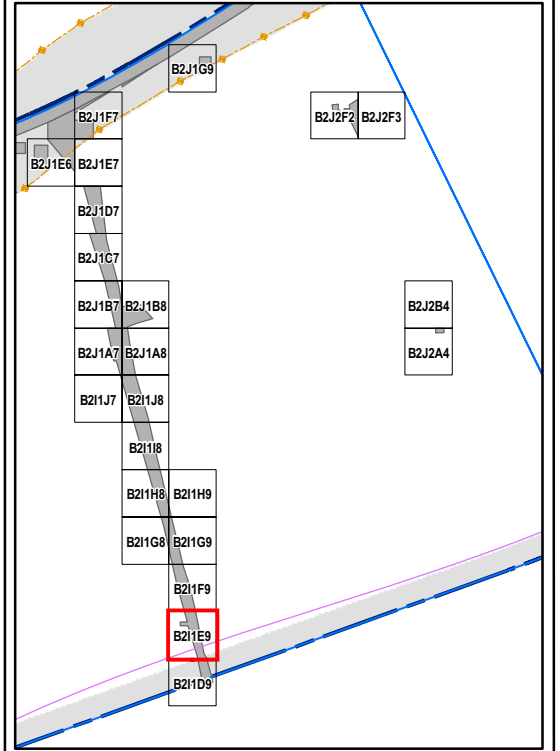 B2J1G9
B2J1F7
B2J2F2 B2J2F3
B2J1E6 B2J1E7
B2J1D7
B2J1C7
B2J1B7 B2J1B8 B2J2B4
B2J1A7 B2J1A8 B2J2A4
B2I1J7 B2I1J8
B2I1I8
B2I1H8 B2I1H9
B2I1G8 B2I1G9
B2I1F9
B2I1E9
B2I1D9